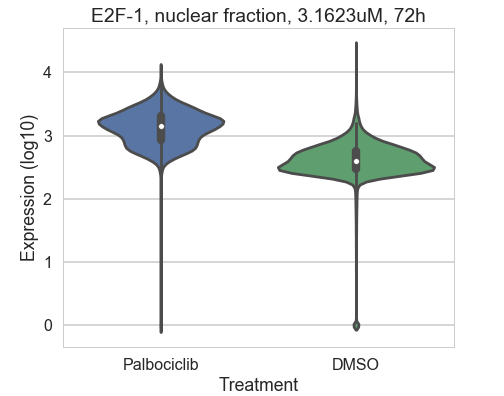 E2F-1, nuclear fraction, 3.1623uM, 72h
Expression (log10)
4
3
2
1
0
Palbociclib
DMSO
Treatment